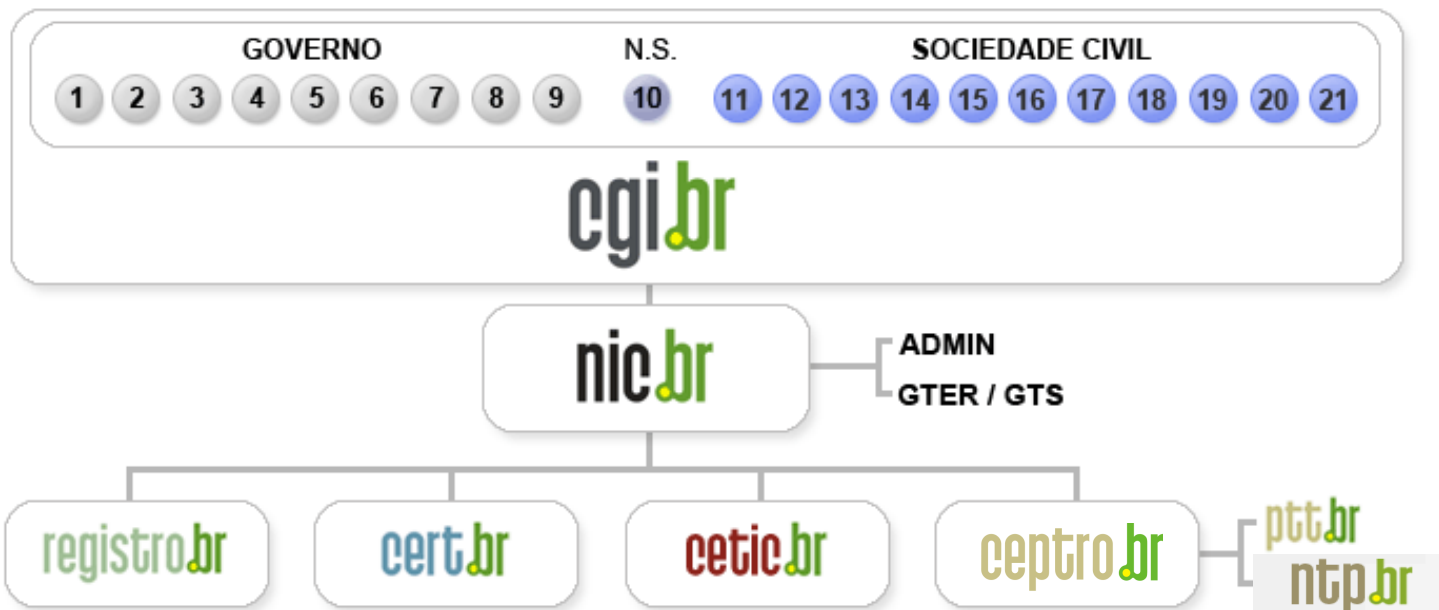 GOVERNO N.S. SOCIEDADE CIVIL
1 2 3 4 5 6 7 8 9 10 11 12 13 14 15 16 17 18 19 20 21
cgi.br
nic.br
ADMIN
GTER / GTS
registro.br cert.br cetic.br ceptro.br
ptt.br
ntp.br